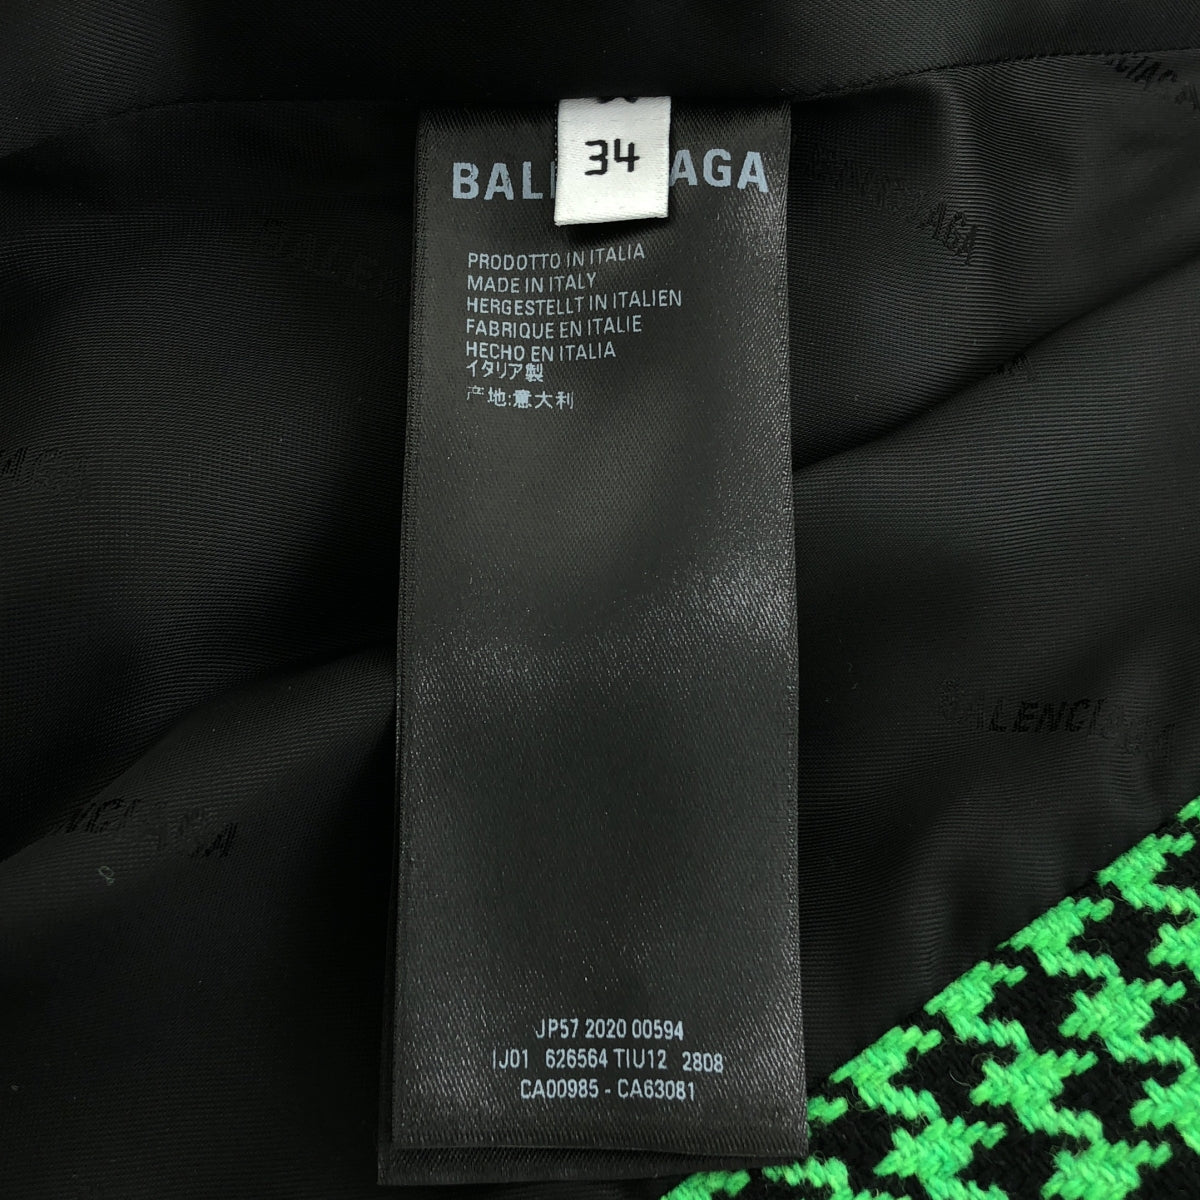 34
BAL AGA
PRODOTTO IN ITALIA
MADE IN ITALY
HERGESTELLT IN ITALIEN
FABRIQUE EN ITALIE
HECHO EN ITALIA
イタリア製
产地:意大利
BALENCIAGA
JP57 2020 00594
IJ01 626564 TIU12 2808
CA00985 - CA63081